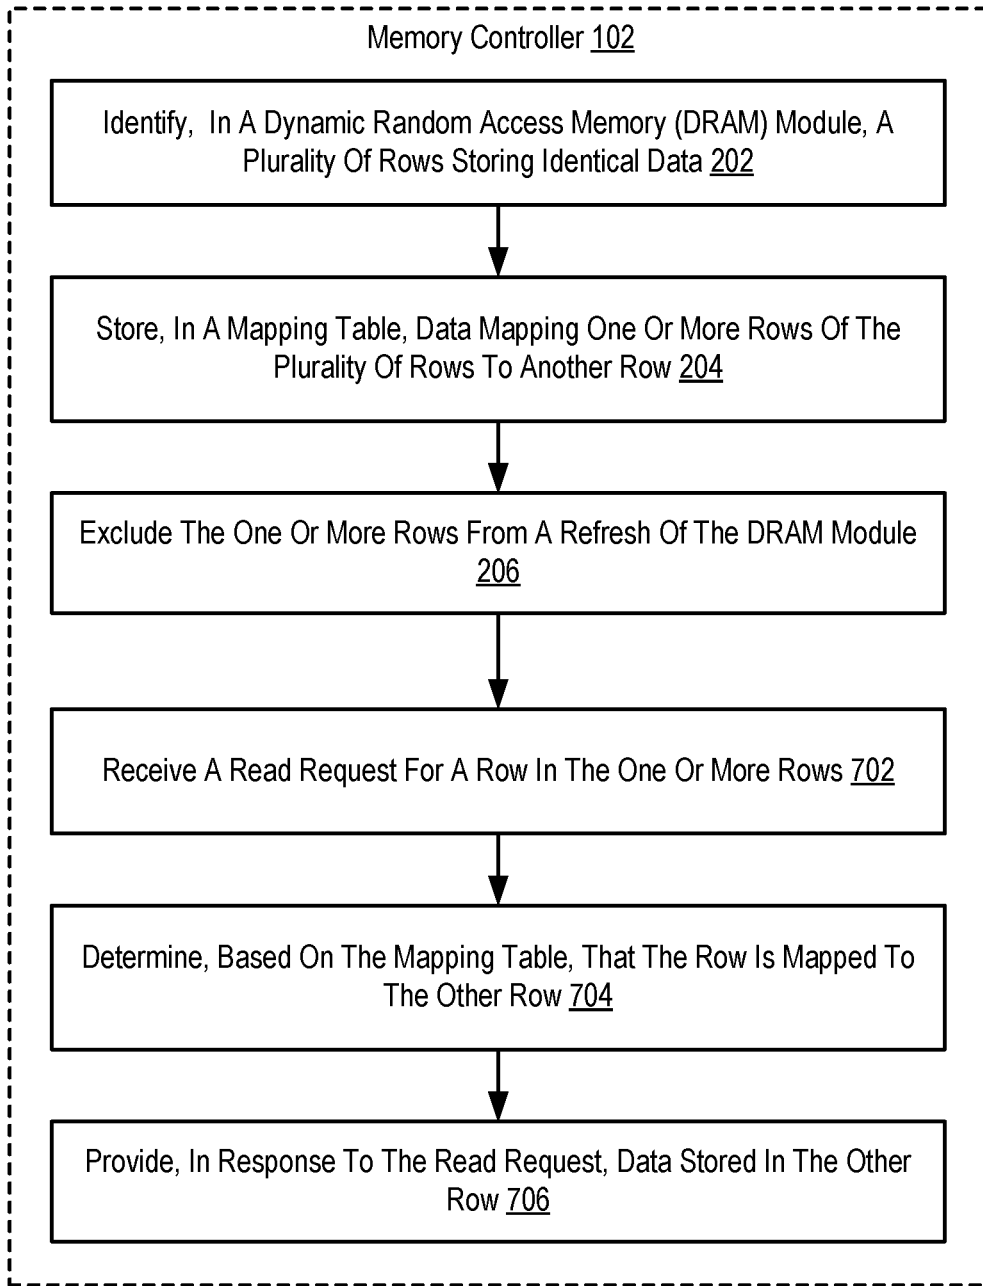 Memory Controller 102
Identify, In A Dynamic Random Access Memory (DRAM) Module, A
Plurality Of Rows Storing Identical Data 202
Store, In A Mapping Table, Data Mapping One Or More Rows Of The
Plurality Of Rows To Another Row 204
Exclude The One Or More Rows From A Refresh Of The DRAM Module
206
Receive A Read Request For A Row In The One Or More Rows 702
Determine, Based On The Mapping Table, That The Row Is Mapped To
The Other Row 704
Provide, In Response To The Read Request, Data Stored In The Other
Row 706